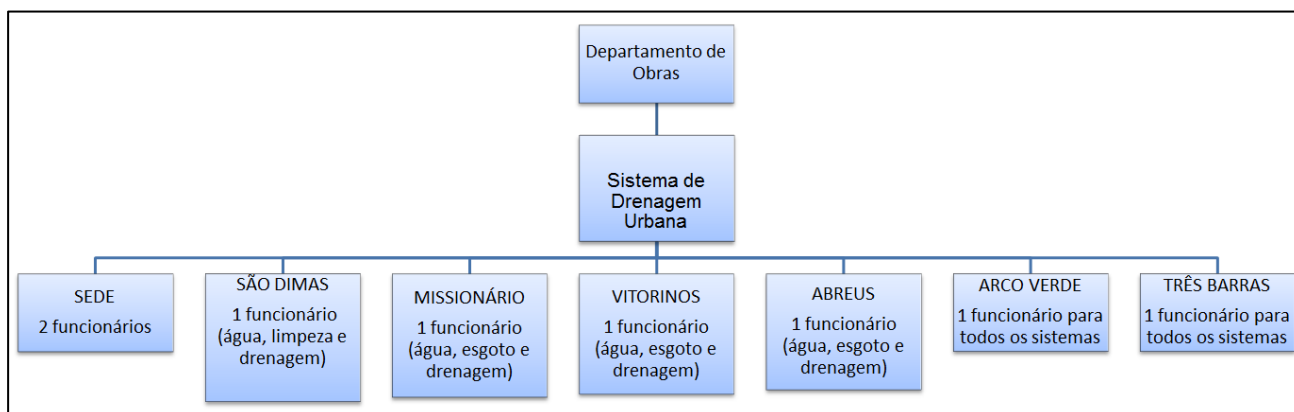 Departamento de
Obras
Sistema de
Drenagem
Urbana
SEDE
2 funcionários
SÃO DIMAS
1 funcionário
(água, limpeza e
drenagem)
MISSIONÁRIO
1 funcionário
(água, esgoto e
drenagem)
VITORINOS
1 funcionário
(água, esgoto e
drenagem)
ABREUS
1 funcionário
(água, esgoto e
drenagem)
ARCO VERDE
1 funcionário para
todos os sistemas
TRÊS BARRAS
1 funcionário para
todos os sistemas